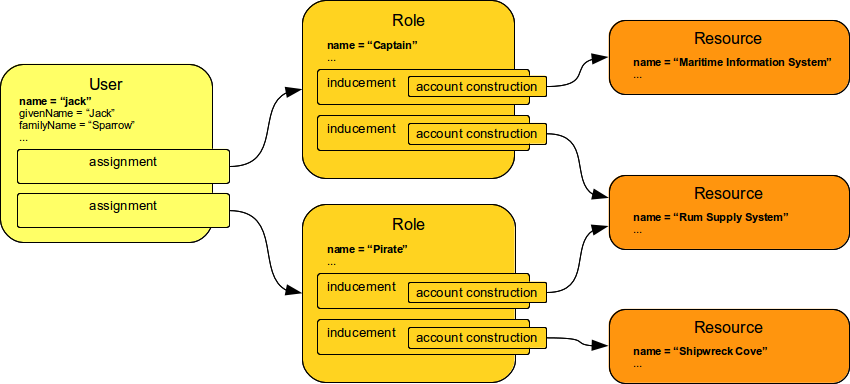 User
name = “jack”
givenName = “Jack”
familyName = “Sparrow”
...
assignment
assignment
Role
name = “Captain”
...
inducement
account construction
inducement
account construction
Role
name = “Pirate”
...
inducement
account construction
inducement
account construction
Resource
name = “Maritime Information System”
...
Resource
name = “Rum Supply System”
...
Resource
name = “Shipwreck Cove”
...